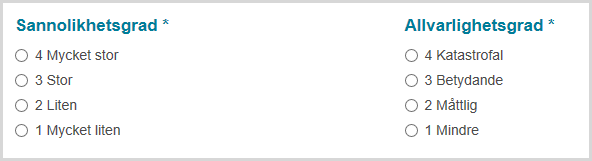 Sannolikhetsgrad *
4 Mycket stor
3 Stor
2 Liten
1 Mycket liten
Allvarlighetsgrad *
4 Katastrofal
3 Betydande
2 Måttlig
1 Mindre